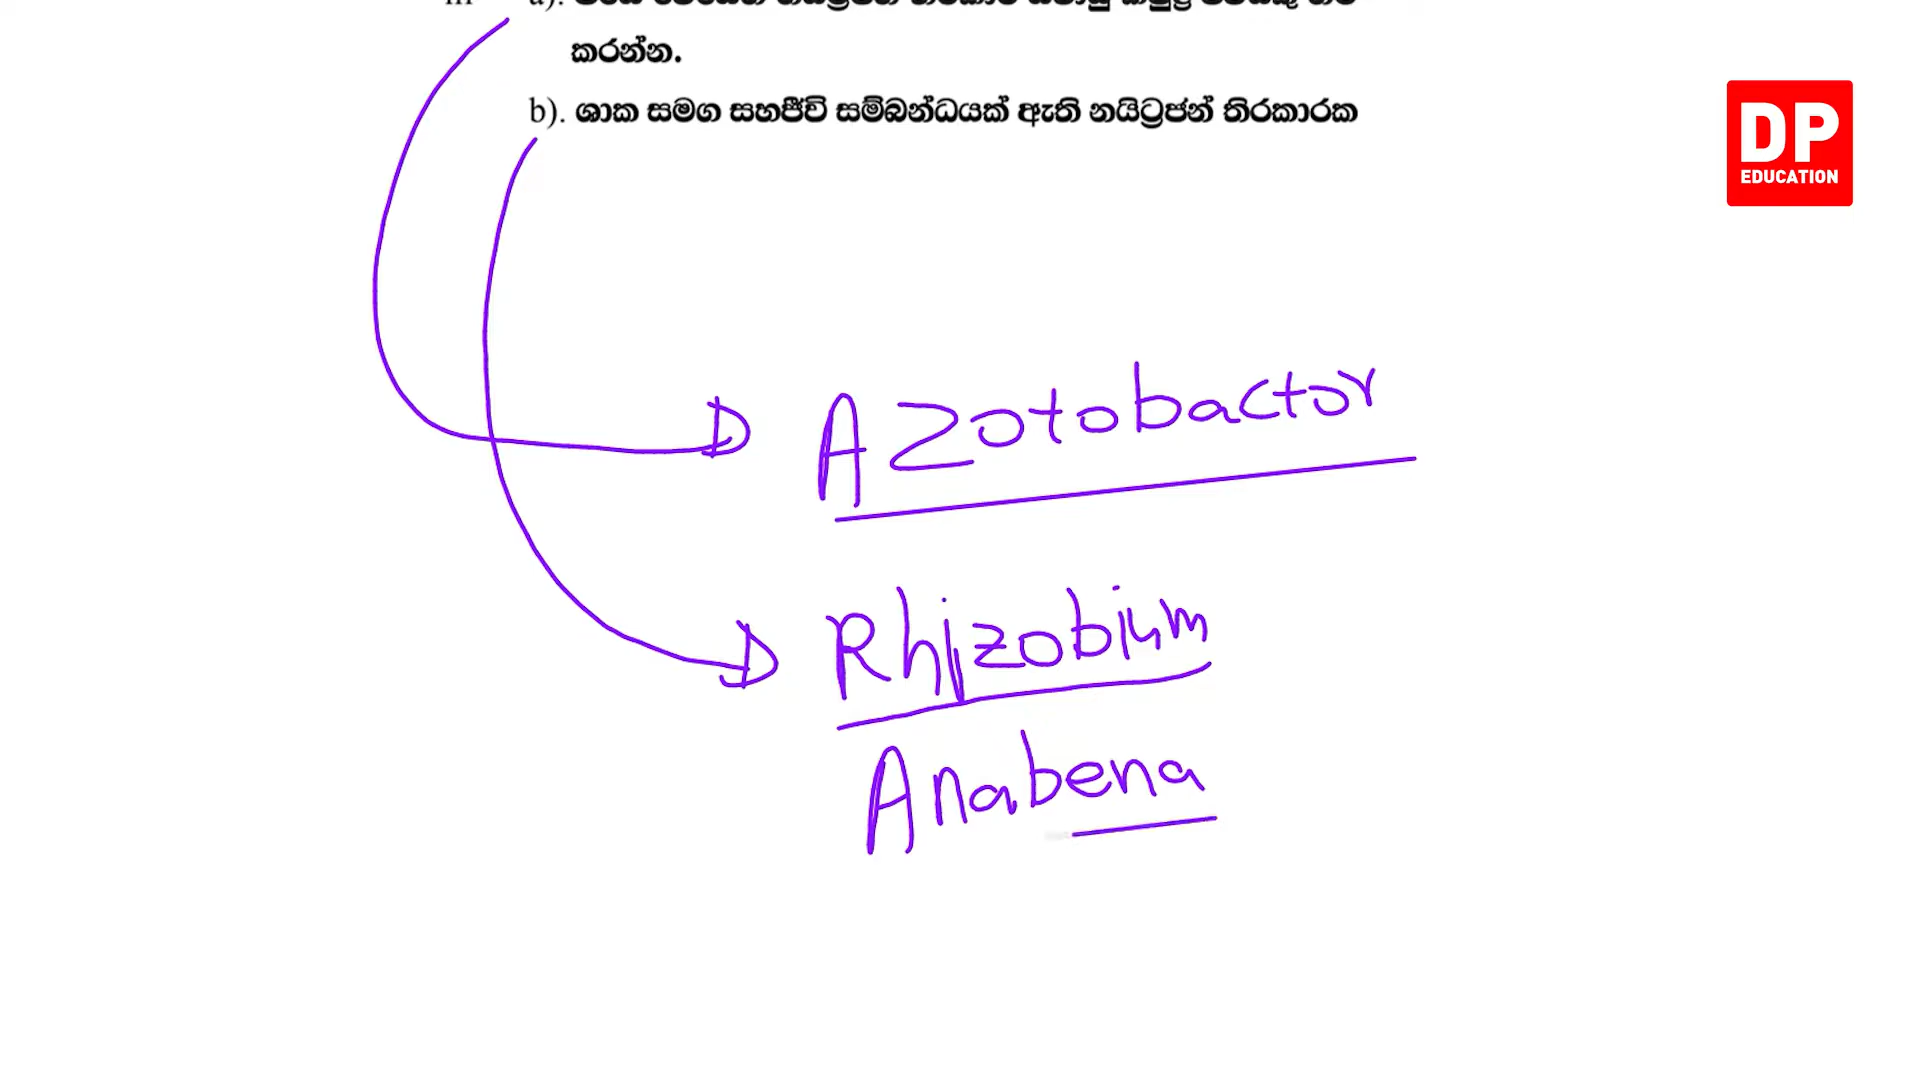 කරන්න.
b). ශාක සමග සහජීවි සම්බන්ධයක් ඇති නයිට්‍රජන් තිරකාරක
DP
EDUCATION
Azotobactor
Rhizobium
Anabena